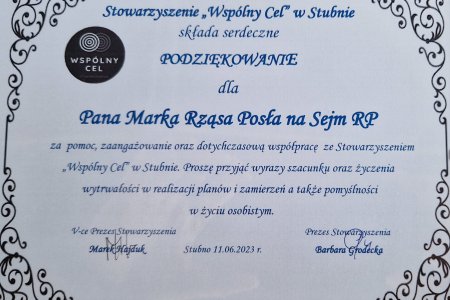 Stowarzyszenie „Wspólny Cel” w Stubnie
składa serdeczne
WSPÓLNY
CEL
PODZIĘKOWANIE
dla
Pana Marka Rząsa Posła na Sejm RP
za pomoc, zaangażowanie oraz dotychczasową współpracę ze Stowarzyszeniem
„Wspólny Cel” w Stubnie. Proszę przyjąć wyrazy szacunku oraz życzenia
wytrwałości w realizacji planów i zamierzeń a także pomyślności
w życiu osobistym.
V-ce Prezes Stowarzyszenia
Prezes Stowarzyszenia
Marek Hajduk
Stubno 11.06.2023 r.
Barbara Grodecka